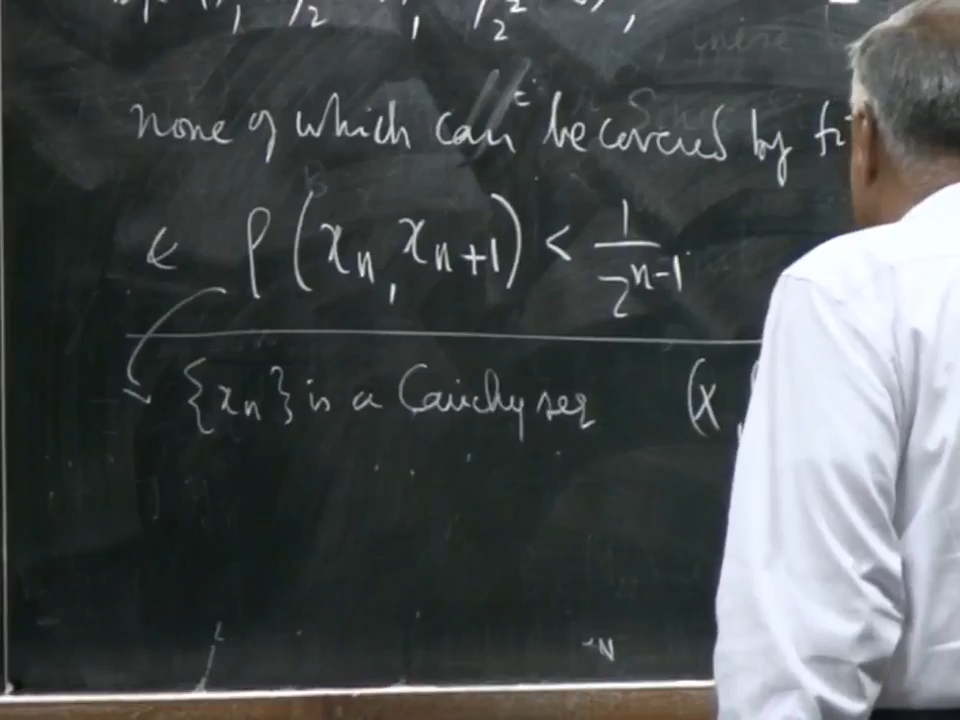 none of which can't be covered by fi
& ρ(x_n, x_{n+1}) < 1/2^{n-1}
{x_n} is a Cauchy seq (X,